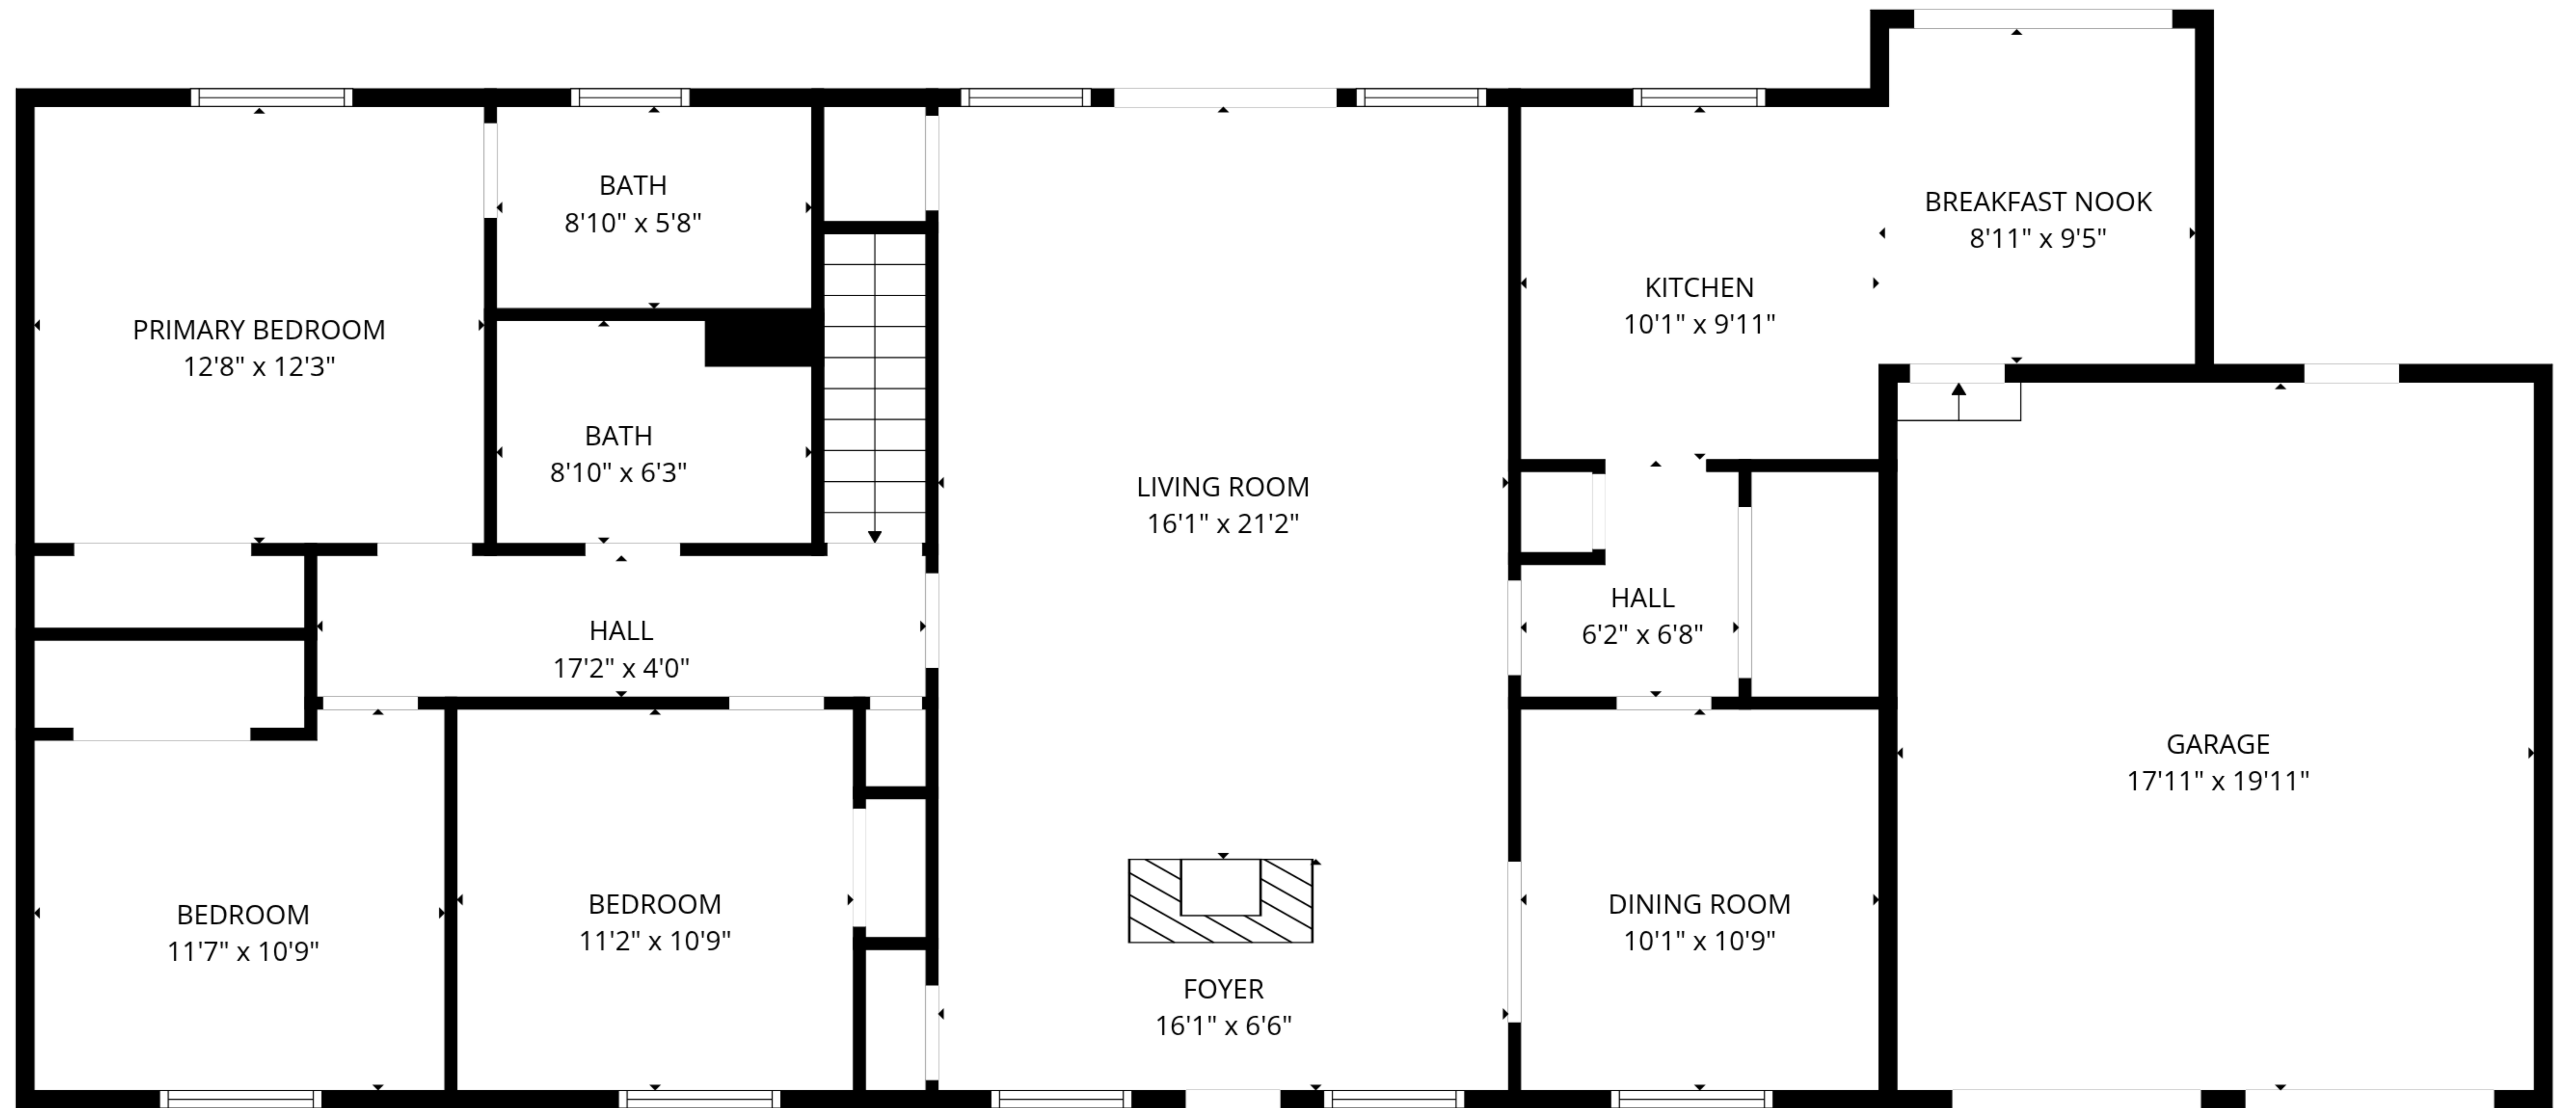 BREAKFAST NOOK
8'11" x 9'5"
BATH
8'10" x 5'8"
KITCHEN
10'1" x 9'11"
PRIMARY BEDROOM
12'8" x 12'3"
BATH
8'10" x 6'3"
LIVING ROOM
16'1" x 21'2"
HALL
6'2" x 6'8"
HALL
17'2" x 4'0"
GARAGE
17'11" x 19'11"
BEDROOM
11'7" x 10'9"
BEDROOM
11'2" x 10'9"
DINING ROOM
10'1" x 10'9"
FOYER
16'1" x 6'6"